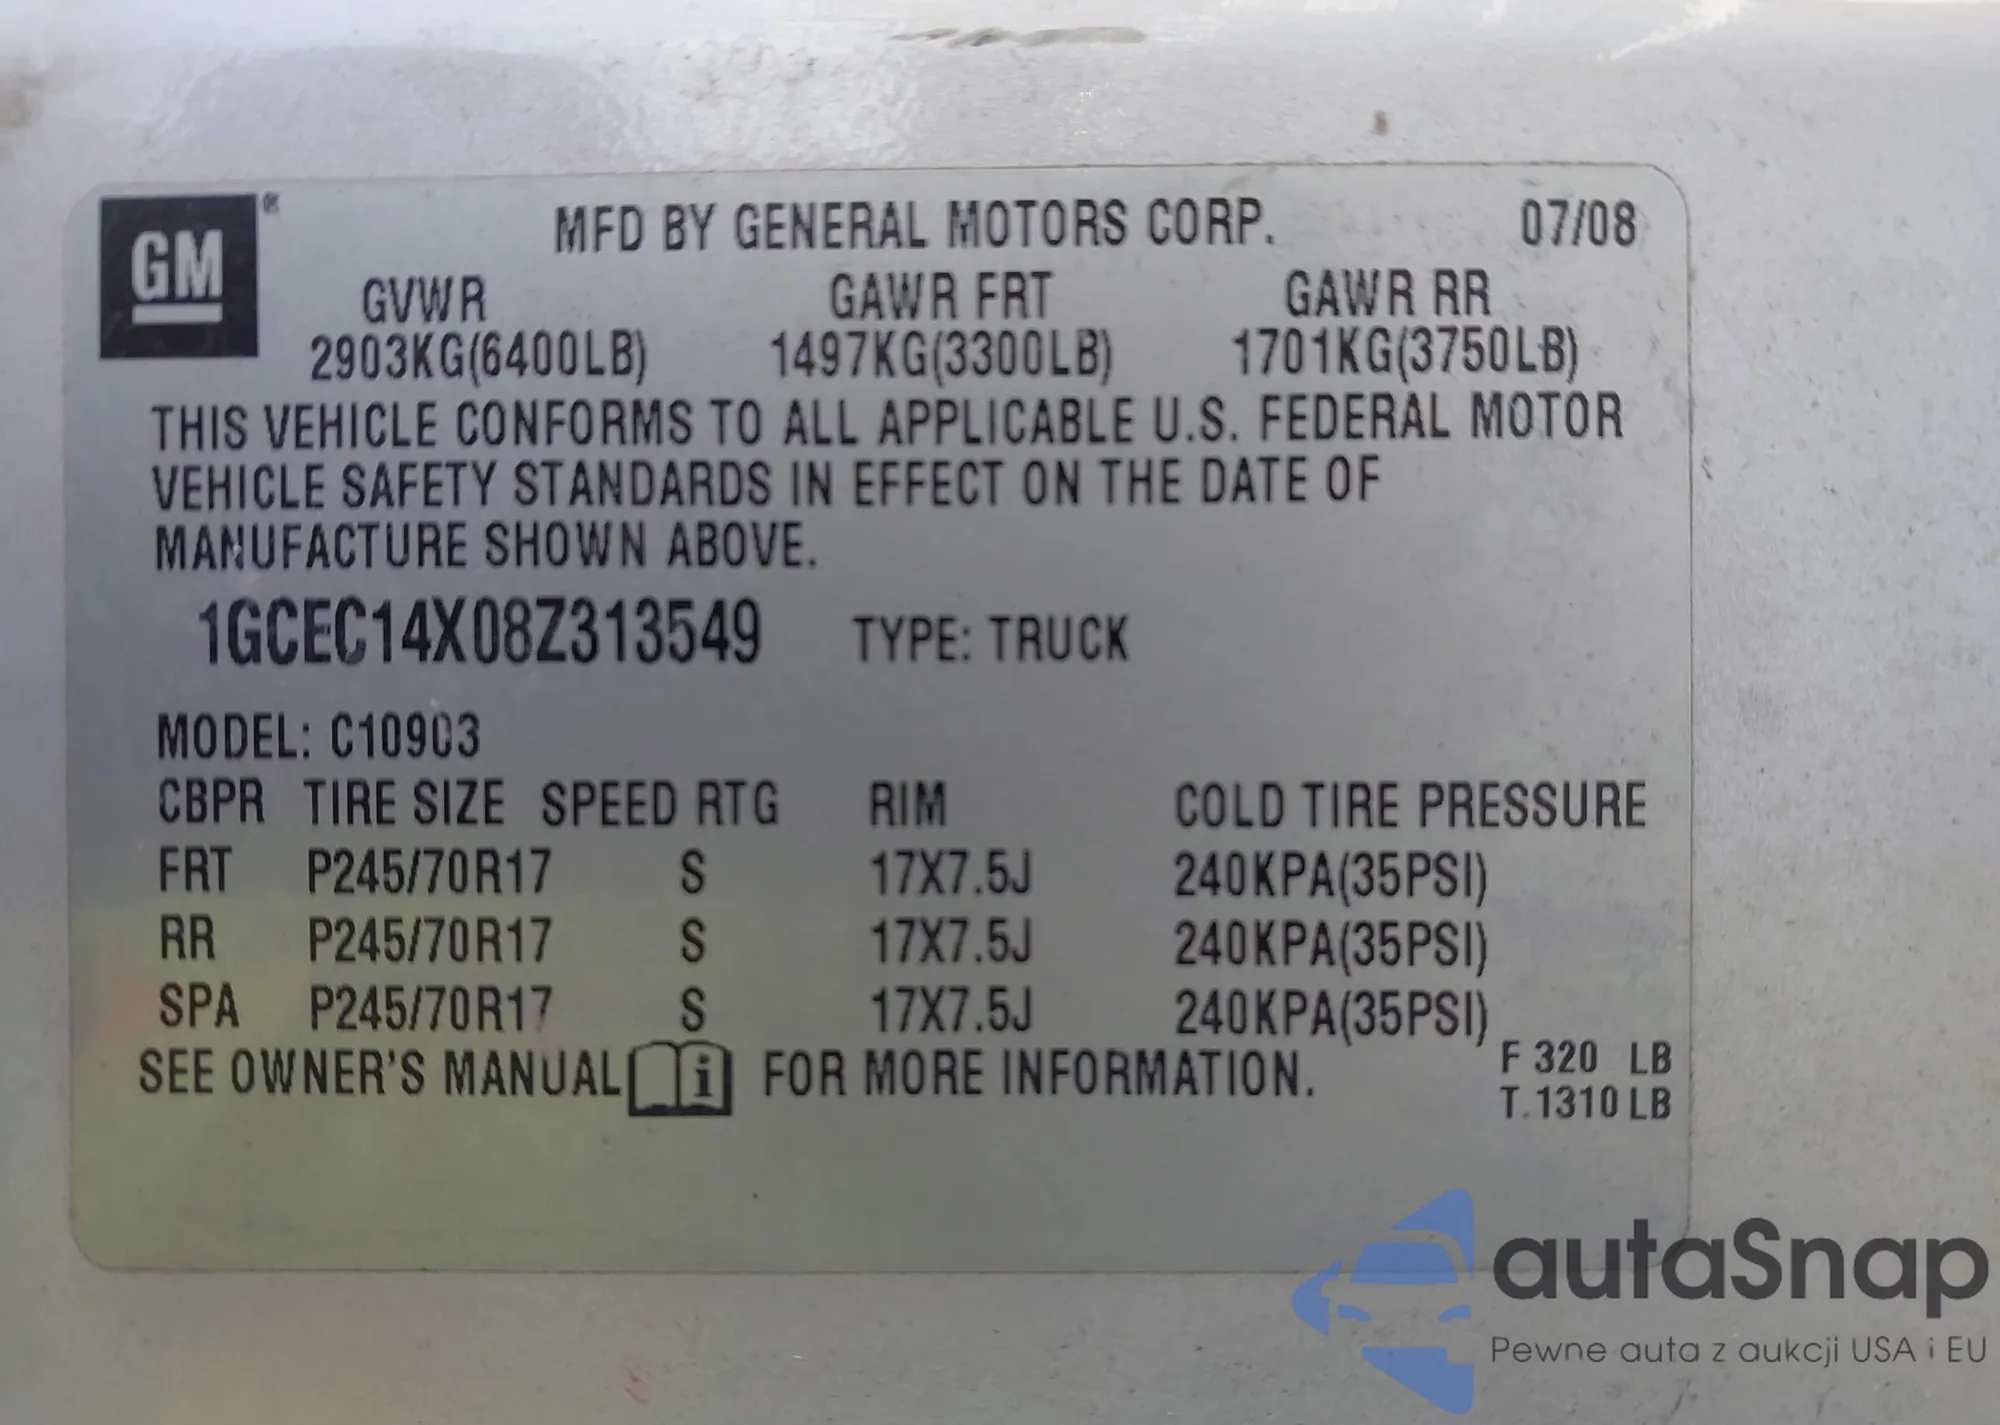 GM ® MFD BY GENERAL MOTORS CORP. 07/08
GVWR GAWR FRT GAWR RR
2903KG(6400LB) 1497KG(3300LB) 1701KG(3750LB)
THIS VEHICLE CONFORMS TO ALL APPLICABLE U.S. FEDERAL MOTOR
VEHICLE SAFETY STANDARDS IN EFFECT ON THE DATE OF
MANUFACTURE SHOWN ABOVE.
1GCEC14X08Z313549 TYPE: TRUCK
MODEL: C10903
CBPR TIRE SIZE SPEED RTG RIM COLD TIRE PRESSURE
FRT P245/70R17 S 17X7.5J 240KPA(35PSI)
RR P245/70R17 S 17X7.5J 240KPA(35PSI)
SPA P245/70R17 S 17X7.5J 240KPA(35PSI)
SEE OWNER'S MANUAL i FOR MORE INFORMATION.
F 320 LB
T.1310 LB
autaSnap
Pewne auta z aukcji USA i EU